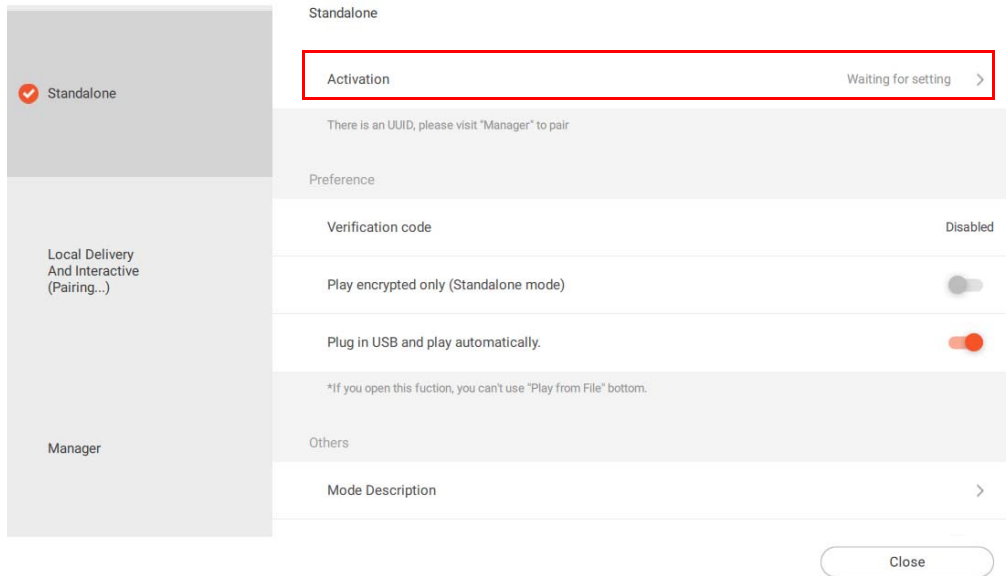 Standalone
Standalone
Activation Waiting for setting
There is an UUID, please visit "Manager" to pair
Preference
Verification code Disabled
Local Delivery
And Interactive
(Pairing...)
Play encrypted only (Standalone mode)
Plug in USB and play automatically.
*If you open this fuction, you can't use "Play from File" bottom.
Others
Manager
Mode Description
Close